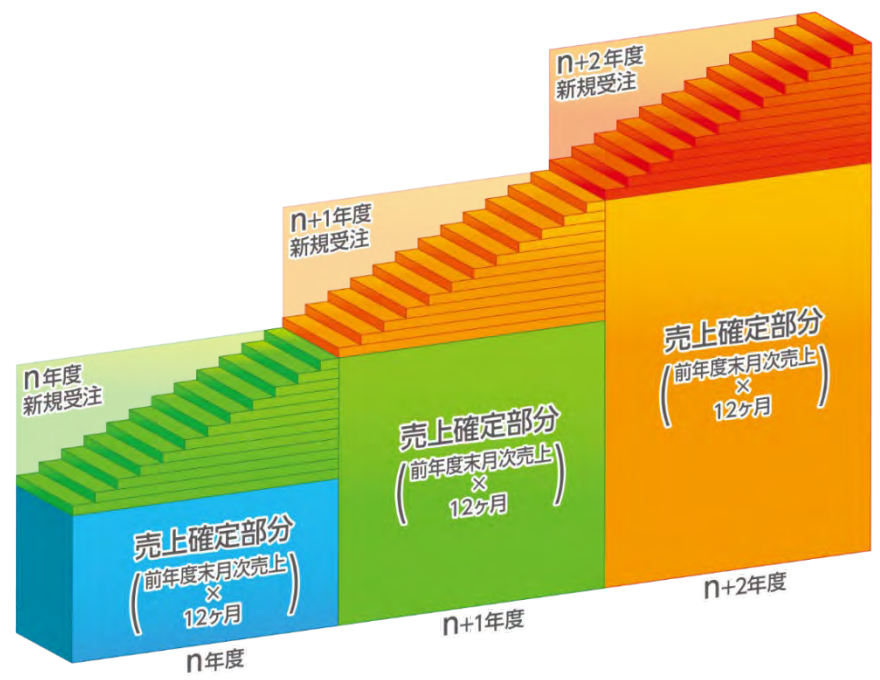 n年度
新規受注
n+1年度
新規受注
n+2年度
新規受注
売上確定部分
(前年度末月次売上
×
12ヶ月)
n年度
売上確定部分
(前年度末月次売上
×
12ヶ月)
n+1年度
売上確定部分
(前年度末月次売上
×
12ヶ月)
n+2年度